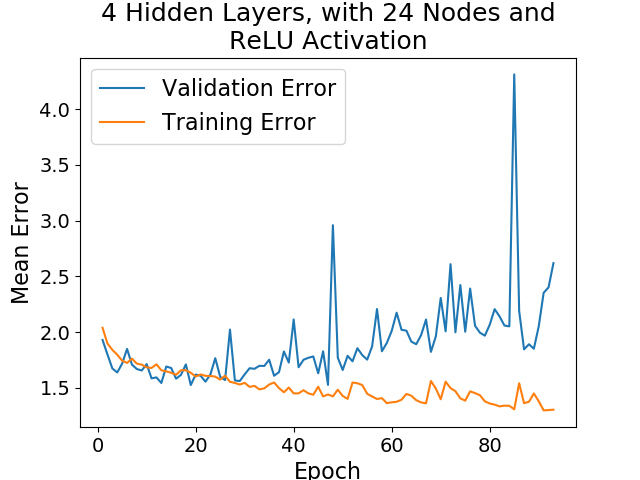 4 Hidden Layers, with 24 Nodes and
ReLU Activation
Validation Error
Training Error
Mean Error
4.0
3.5
3.0
2.5
2.0
1.5
0 20 40 60 80
Epoch